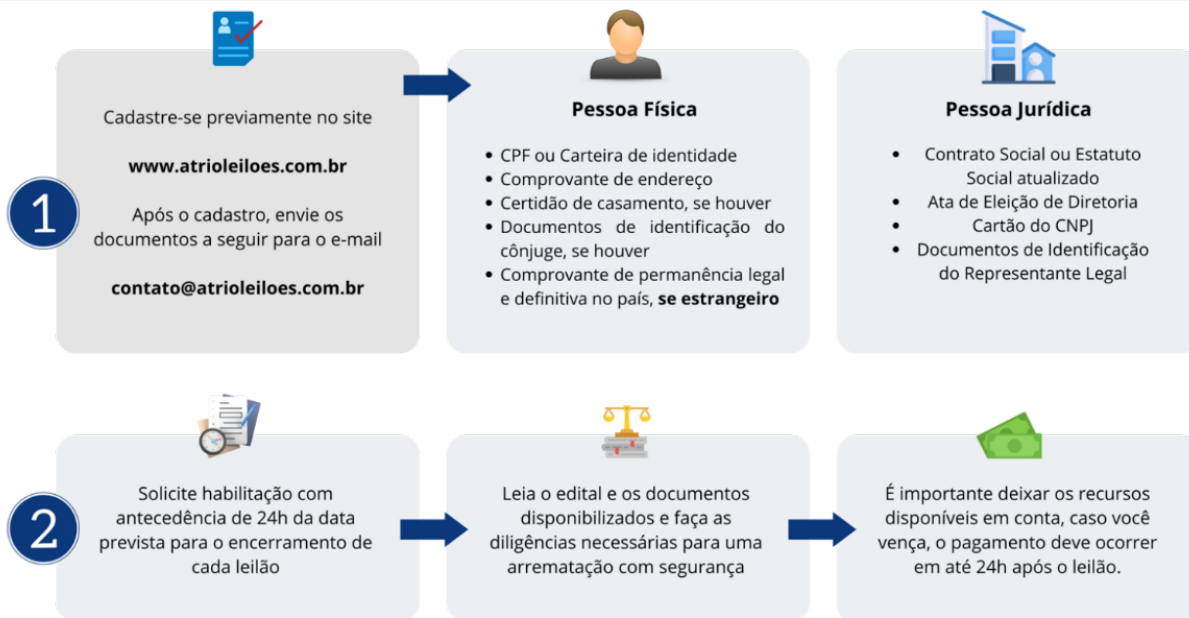 1
Cadastre-se previamente no site
www.atrioleiloes.com.br
Após o cadastro, envie os
documentos a seguir para o e-mail
contato@atrioleiloes.com.br
Pessoa Física
• CPF ou Carteira de identidade
• Comprovante de endereço
• Certidão de casamento, se houver
• Documentos de identificação do
cônjuge, se houver
• Comprovante de permanência legal
e definitiva no país, se estrangeiro
Pessoa Jurídica
• Contrato Social ou Estatuto
Social atualizado
• Ata de Eleição de Diretoria
• Cartão do CNPJ
• Documentos de Identificação
do Representante Legal
2
Solicite habilitação com
antecedência de 24h da data
prevista para o encerramento de
cada leilão
Leia o edital e os documentos
disponibilizados e faça as
diligências necessárias para uma
arrematação com segurança
É importante deixar os recursos
disponíveis em conta, caso você
vença, o pagamento deve ocorrer
em até 24h após o leilão.